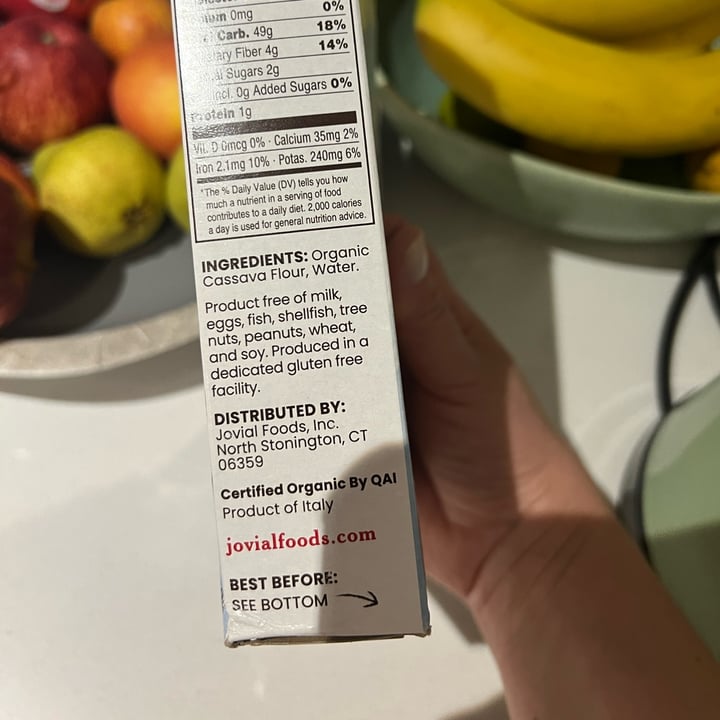 0%
0mg
Carb. 49g 18%
Fiber 4g 14%
Sugars 2g
Incl. 0g Added Sugars 0%
Protein 1g
Vit. D 0mcg 0% · Calcium 35mg 2%
Iron 2.1mg 10% · Potas. 240mg 6%
*The % Daily Value (DV) tells you how
much a nutrient in a serving of food
contributes to a daily diet. 2,000 calories
a day is used for general nutrition advice.
INGREDIENTS: Organic
Cassava Flour, Water.
Product free of milk,
eggs, fish, shellfish, tree
nuts, peanuts, wheat,
and soy. Produced in a
dedicated gluten free
facility.
DISTRIBUTED BY:
Jovial Foods, Inc.
North Stonington, CT
06359
Certified Organic By QAI
Product of Italy
jovialfoods.com
BEST BEFORE:
SEE BOTTOM